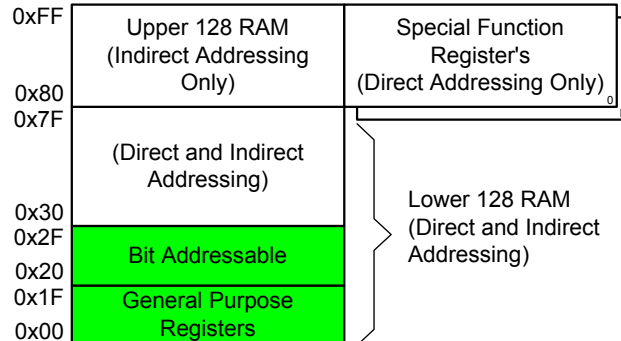 0xFF
Upper 128 RAM
(Indirect Addressing
Only)
0x80
Special Function
Register's
(Direct Addressing Only)
0
0x7F
(Direct and Indirect
Addressing)
0x30
0x2F
Bit Addressable
0x20
0x1F
General Purpose
Registers
0x00
Lower 128 RAM
(Direct and Indirect
Addressing)